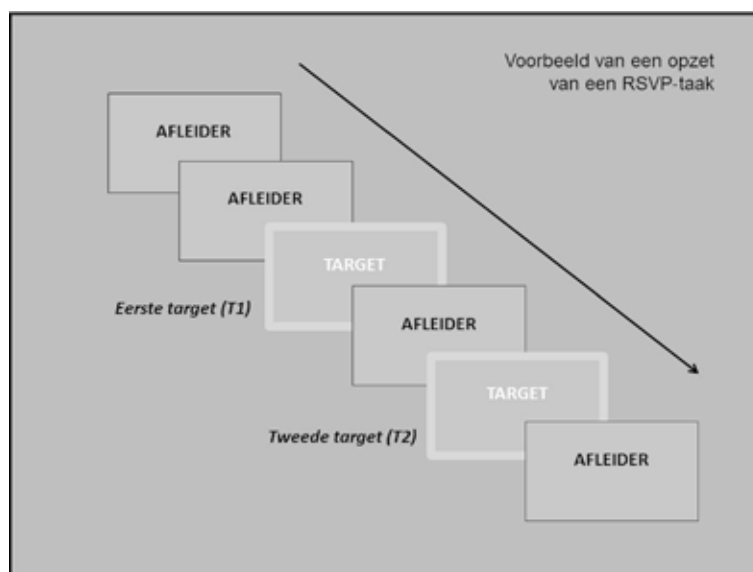 Voorbeeld van een opzet
van een RSVP-taak
AFLEIDER
AFLEIDER
TARGET
Eerste target (T1)
AFLEIDER
TARGET
Tweede target (T2)
AFLEIDER